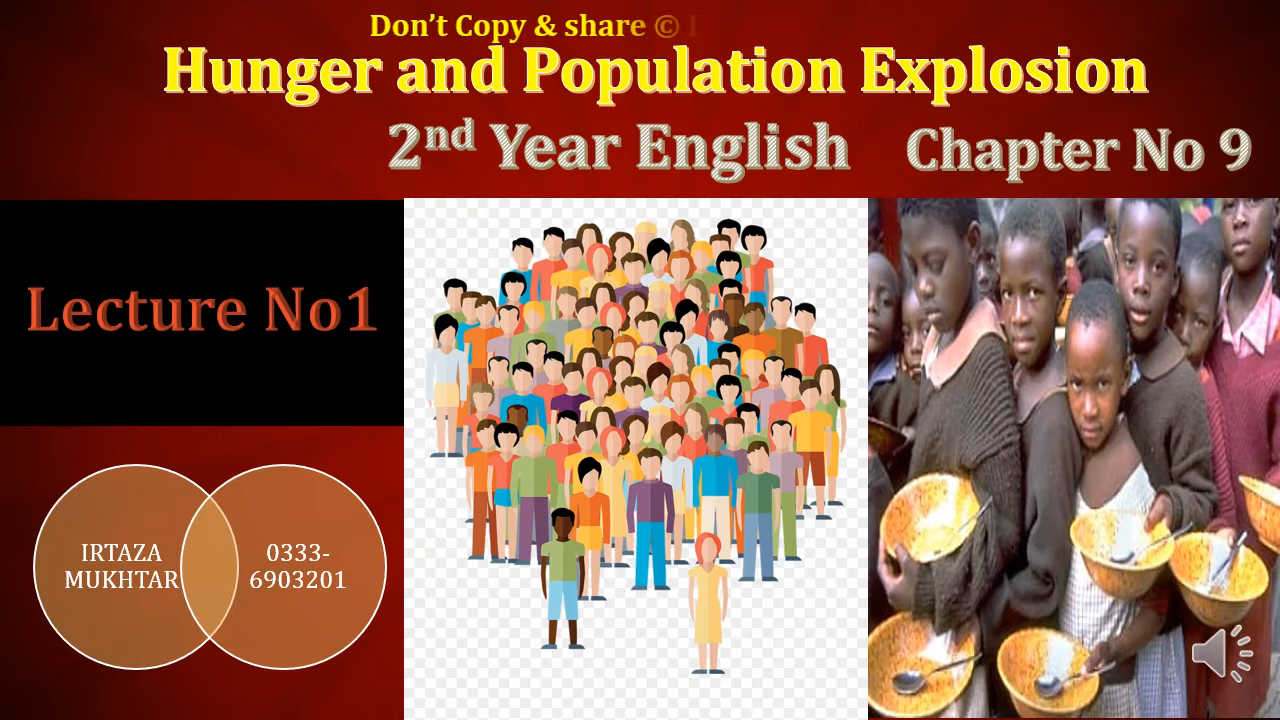 Don't Copy & share ©
Hunger and Population Explosion
2nd Year English Chapter No 9
Lecture No1
IRTAZA
MUKHTAR
0333-
6903201